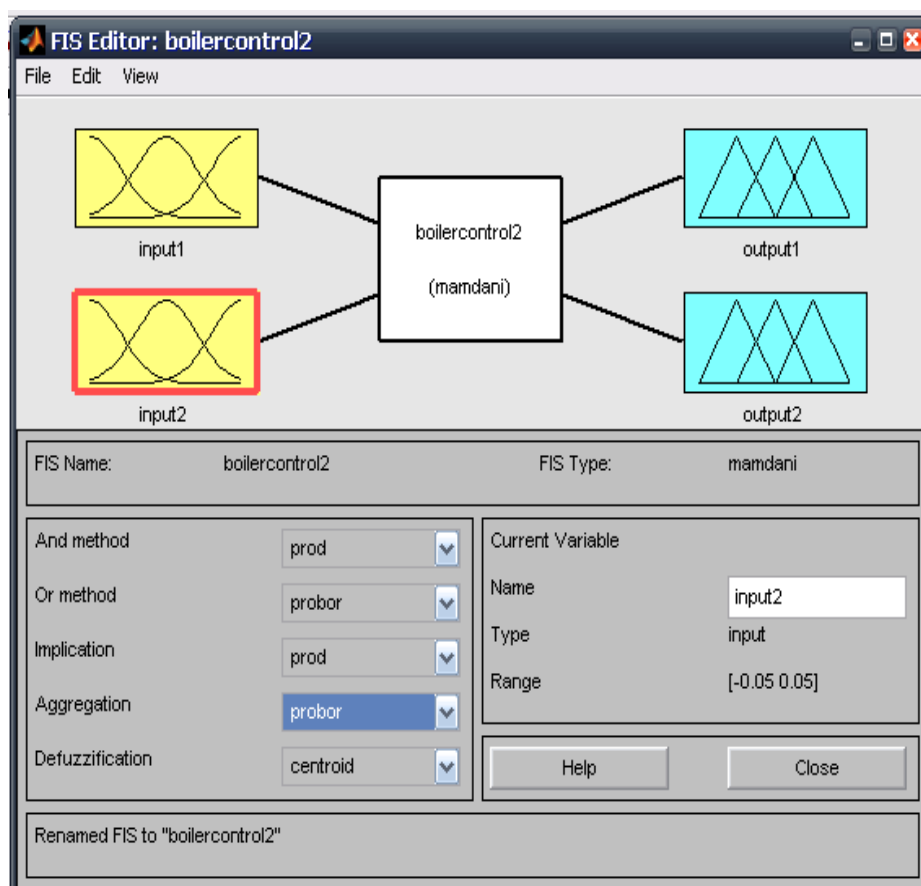 FIS Editor: boilercontrol2
File Edit View
input1
input2
boilercontrol2
(mamdani)
output1
output2
FIS Name: boilercontrol2 FIS Type: mamdani
And method prod
Or method probor
Implication prod
Aggregation probor
Defuzzification centroid
Current Variable
Name input2
Type input
Range [-0.05 0.05]
Help Close
Renamed FIS to "boilercontrol2"